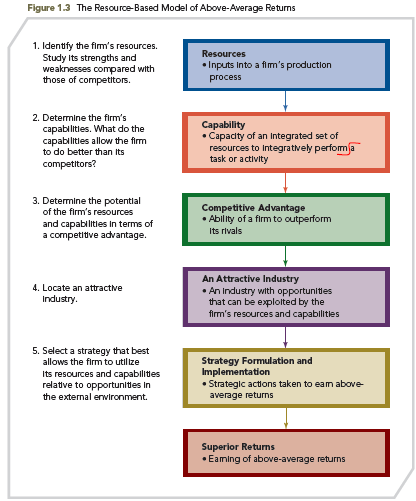 Figure 1.3 The Resource-Based Model of Above-Average Returns
1. Identify the firm's resources.
Study its strengths and
weaknesses compared with
those of competitors.
Resources
• Inputs into a firm's production
process
2. Determine the firm's
capabilities. What do the
capabilities allow the firm
to do better than its
competitors?
Capability
• Capacity of an integrated set of
resources to integratively perform a
task or activity
3. Determine the potential
of the firm's resources
and capabilities in terms of
a competitive advantage.
Competitive Advantage
• Ability of a firm to outperform
its rivals
4. Locate an attractive
industry.
An Attractive Industry
• An industry with opportunities
that can be exploited by the
firm's resources and capabilities
5. Select a strategy that best
allows the firm to utilize
its resources and capabilities
relative to opportunities in
the external environment.
Strategy Formulation and
Implementation
• Strategic actions taken to earn above-
average returns
Superior Returns
• Earning of above-average returns